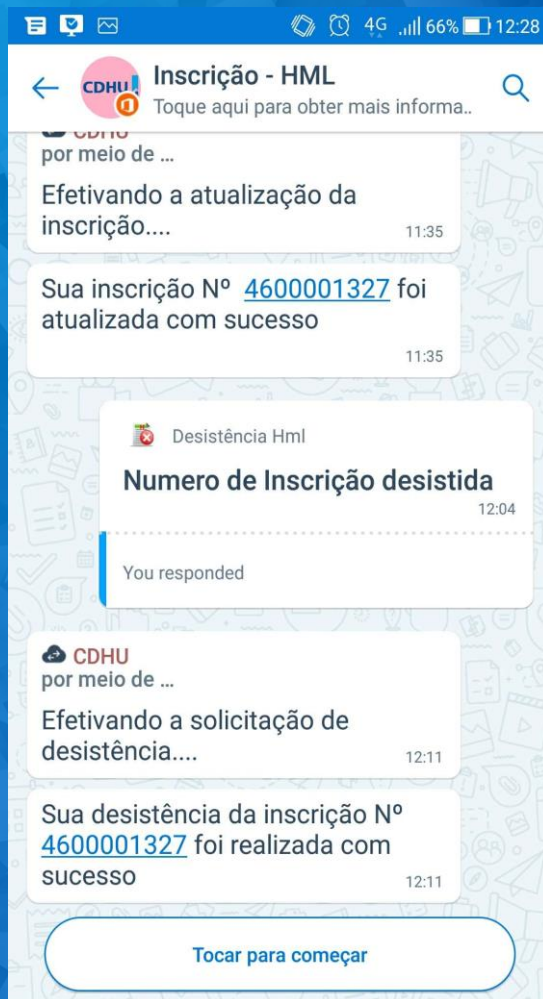 4G 66% 12:28
CDHU
Inscrição - HML
Toque aqui para obter mais informa..
CDHU
por meio de ...
Efetivando a atualização da
inscrição....
11:35
Sua inscrição Nº 4600001327 foi
atualizada com sucesso
11:35
Desistência Hml
Numero de Inscrição desistida
12:04
You responded
CDHU
por meio de ...
Efetivando a solicitação de
desistência....
12:11
Sua desistência da inscrição Nº
4600001327 foi realizada com
sucesso
12:11
Tocar para começar